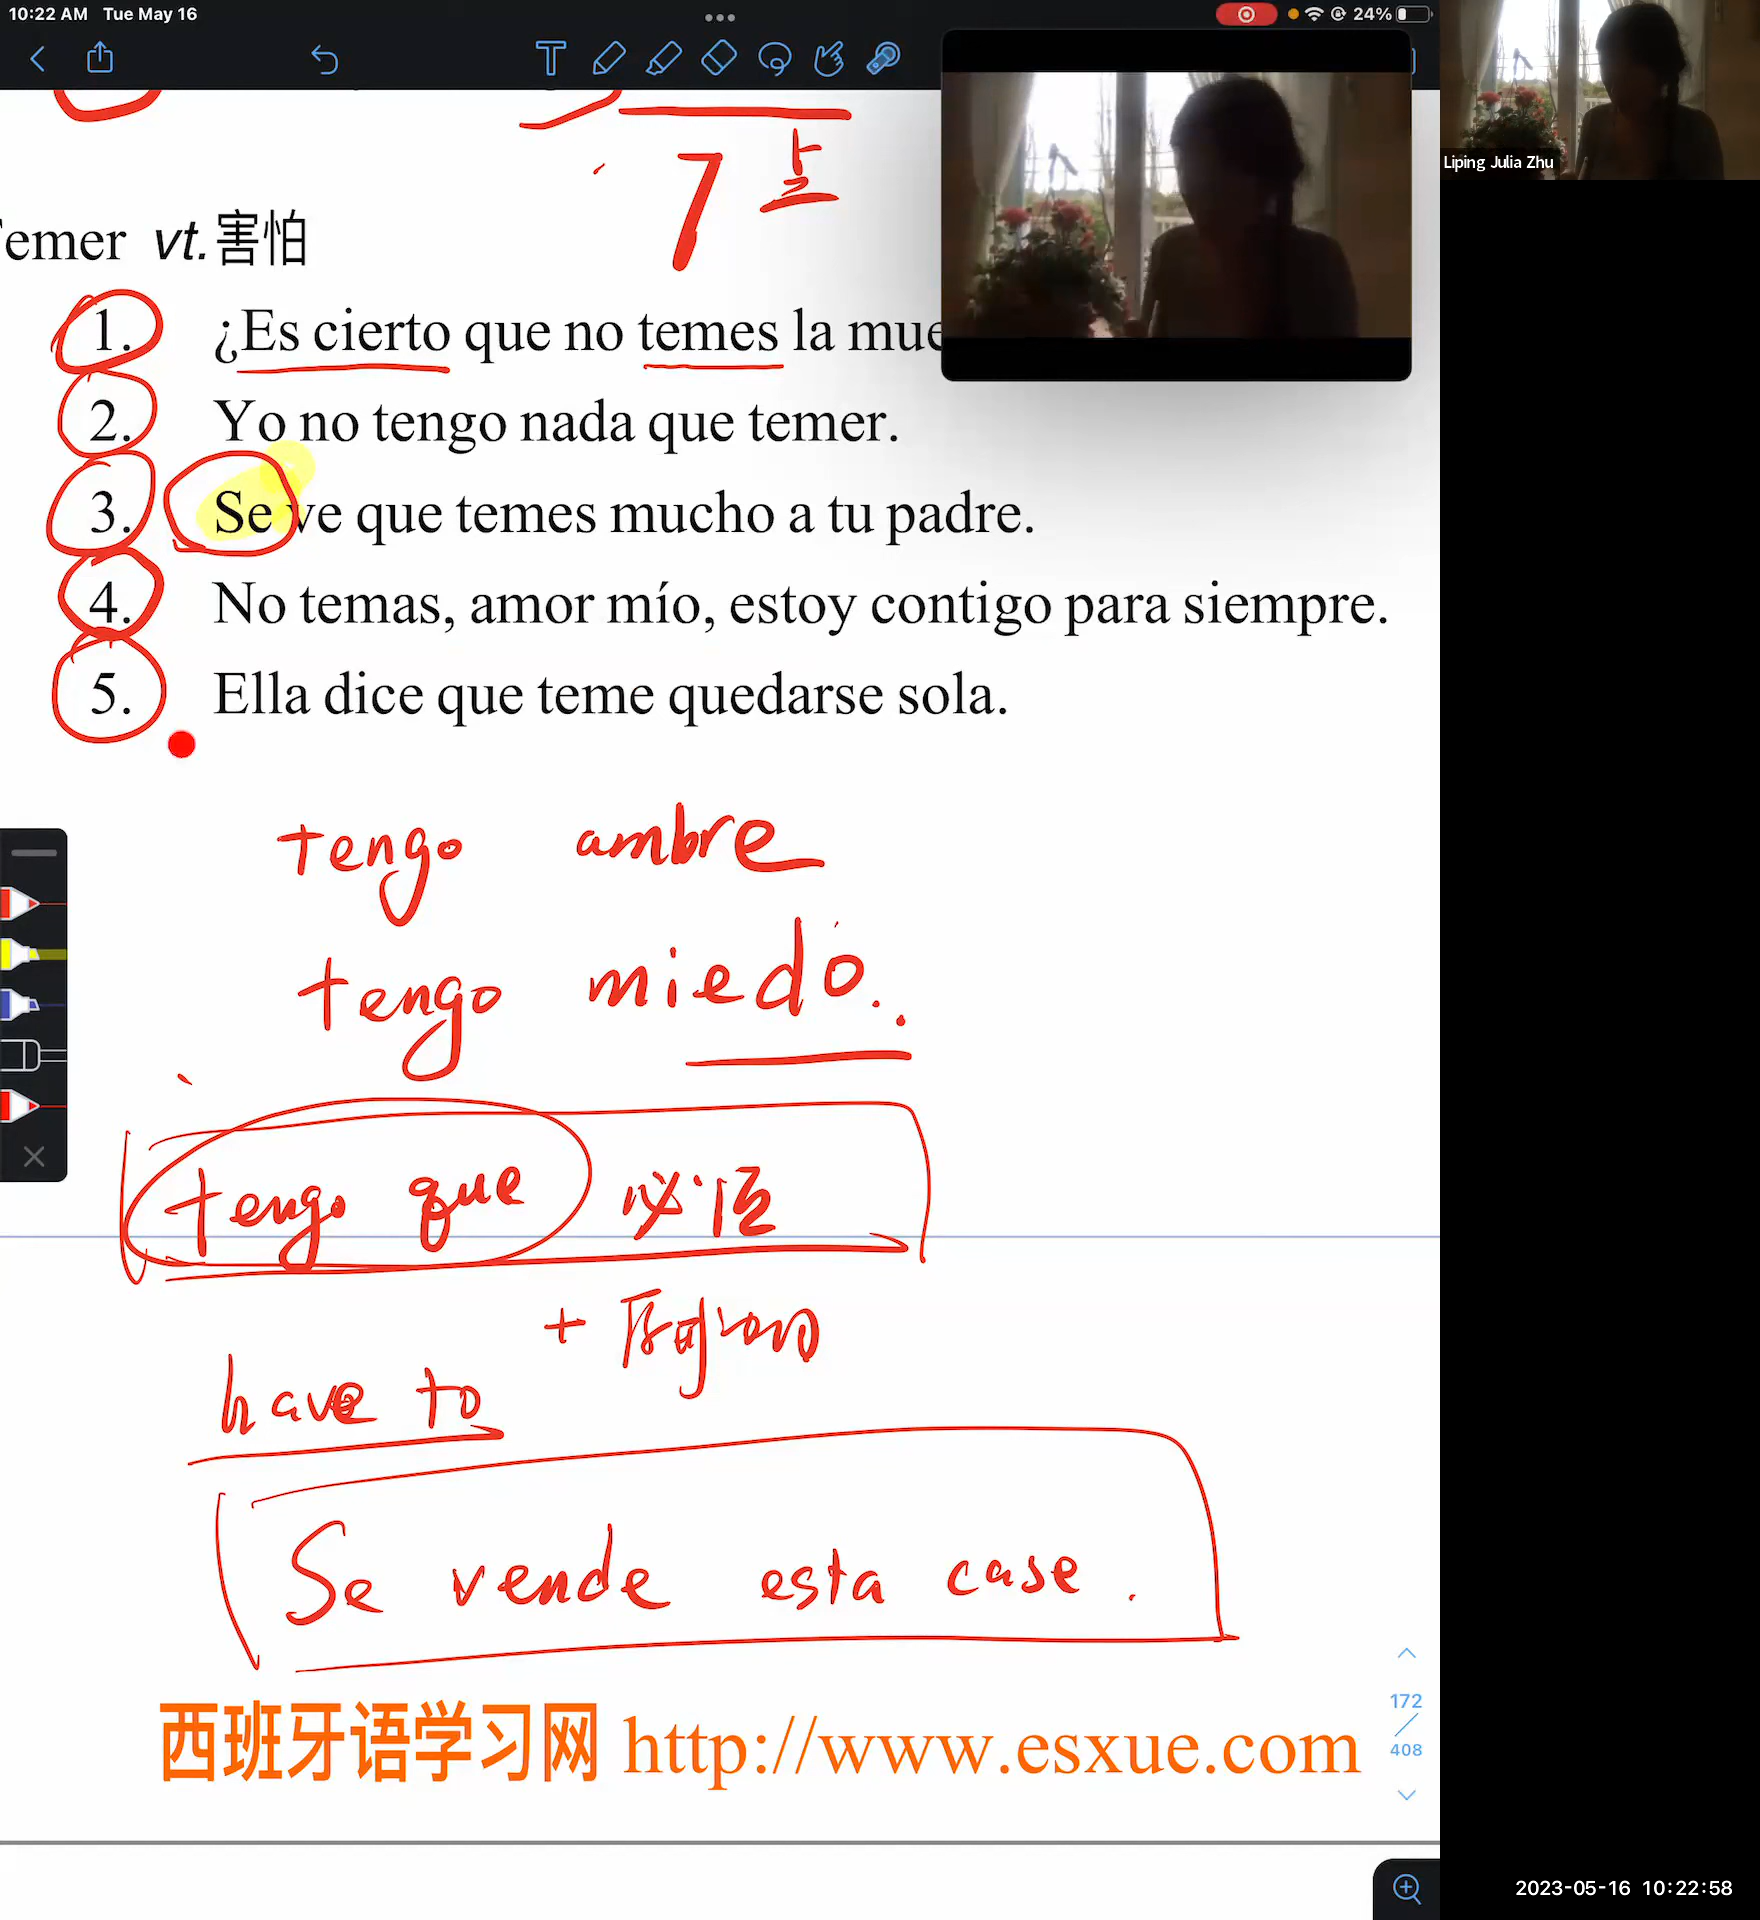 10:22 AM Tue May 16
24%
Liping Julia Zhu
7
Temer vt.害怕
1. ¿Es cierto que no temes la mue
2. Yo no tengo nada que temer.
3. Se ve que temes mucho a tu padre.
4. No temas, amor mío, estoy contigo para siempre.
5. Ella dice que teme quedarse sola.
tengo ambre
tengo miedo.
tengo que 必须
+
have to
Se vende esta case.
172
408
西班牙语学习网 http://www.esxue.com
2023-05-16 10:22:58